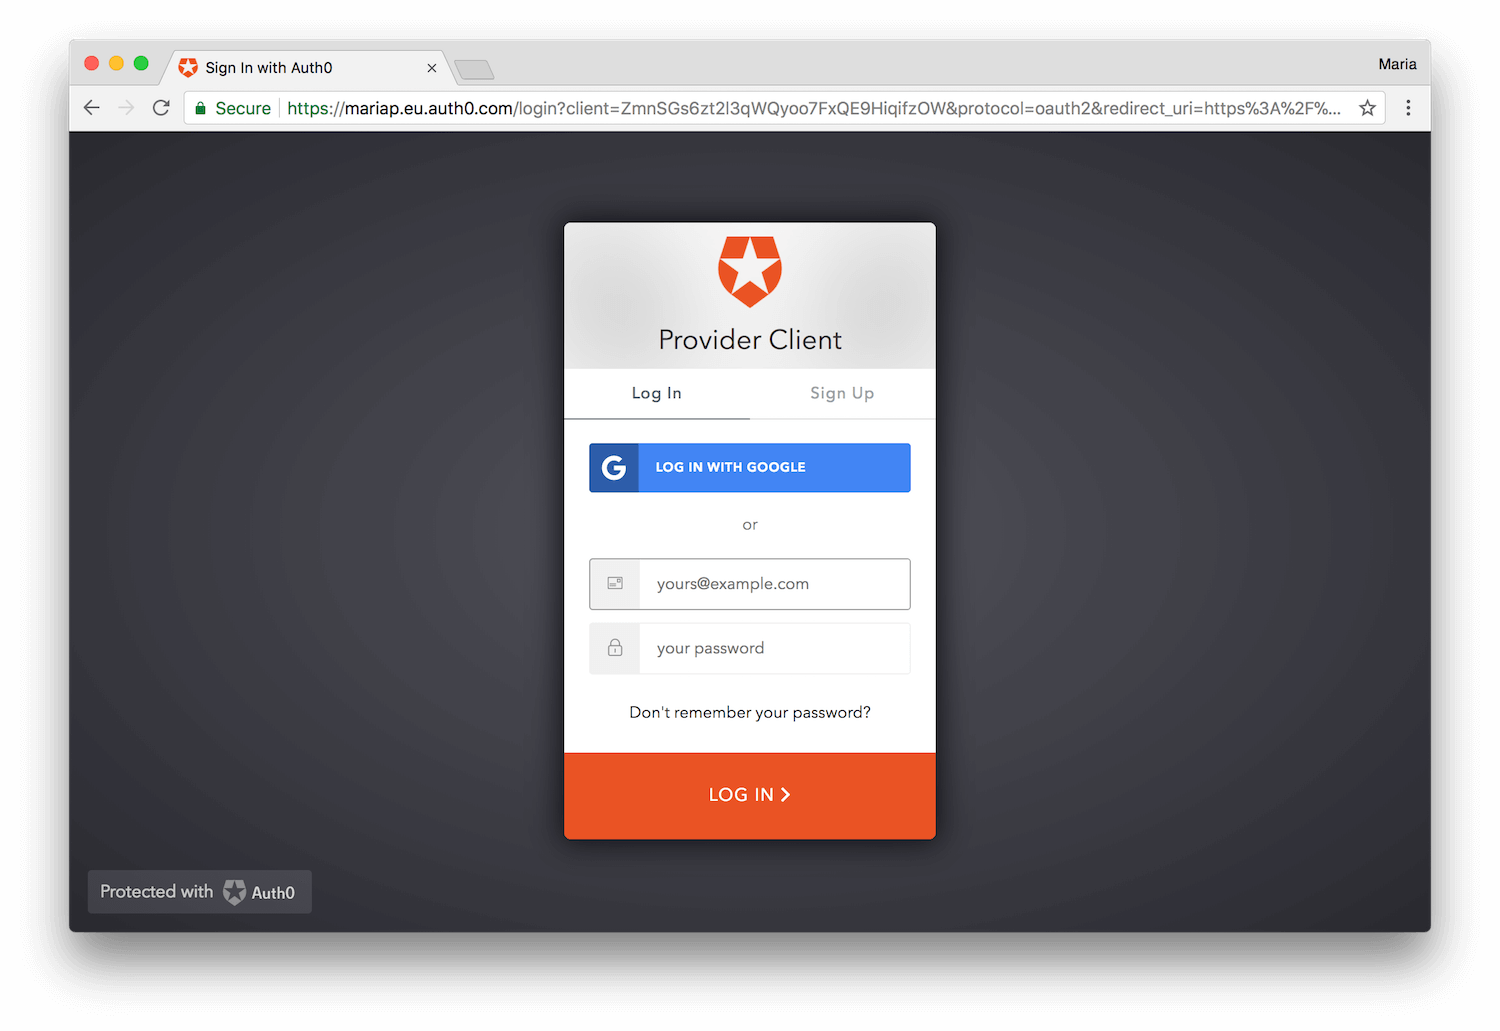 Sign In with Auth0
Maria
Secure https://mariap.eu.auth0.com/login?client=ZmnSGs6zt2l3qWQyoo7FxQE9HiqifzOW&protocol=oauth2&redirect_uri=https%3A%2F%...
Provider Client
Log In Sign Up
G LOG IN WITH GOOGLE
or
yours@example.com
your password
Don't remember your password?
LOG IN >
Protected with Auth0